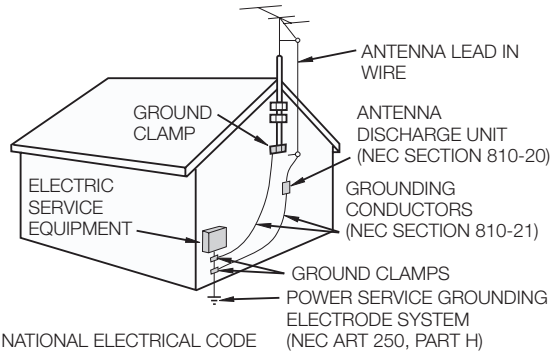 ANTENNA LEAD IN
WIRE
GROUND
CLAMP
ANTENNA
DISCHARGE UNIT
(NEC SECTION 810-20)
ELECTRIC
SERVICE
EQUIPMENT
GROUNDING
CONDUCTORS
(NEC SECTION 810-21)
GROUND CLAMPS
POWER SERVICE GROUNDING
ELECTRODE SYSTEM
(NEC ART 250, PART H)
NATIONAL ELECTRICAL CODE